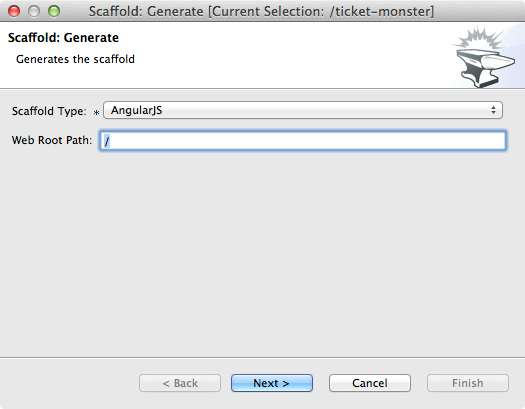 Scaffold: Generate [Current Selection: /ticket-monster]
Scaffold: Generate
Generates the scaffold
Scaffold Type: * AngularJS
Web Root Path: /
< Back Next > Cancel Finish